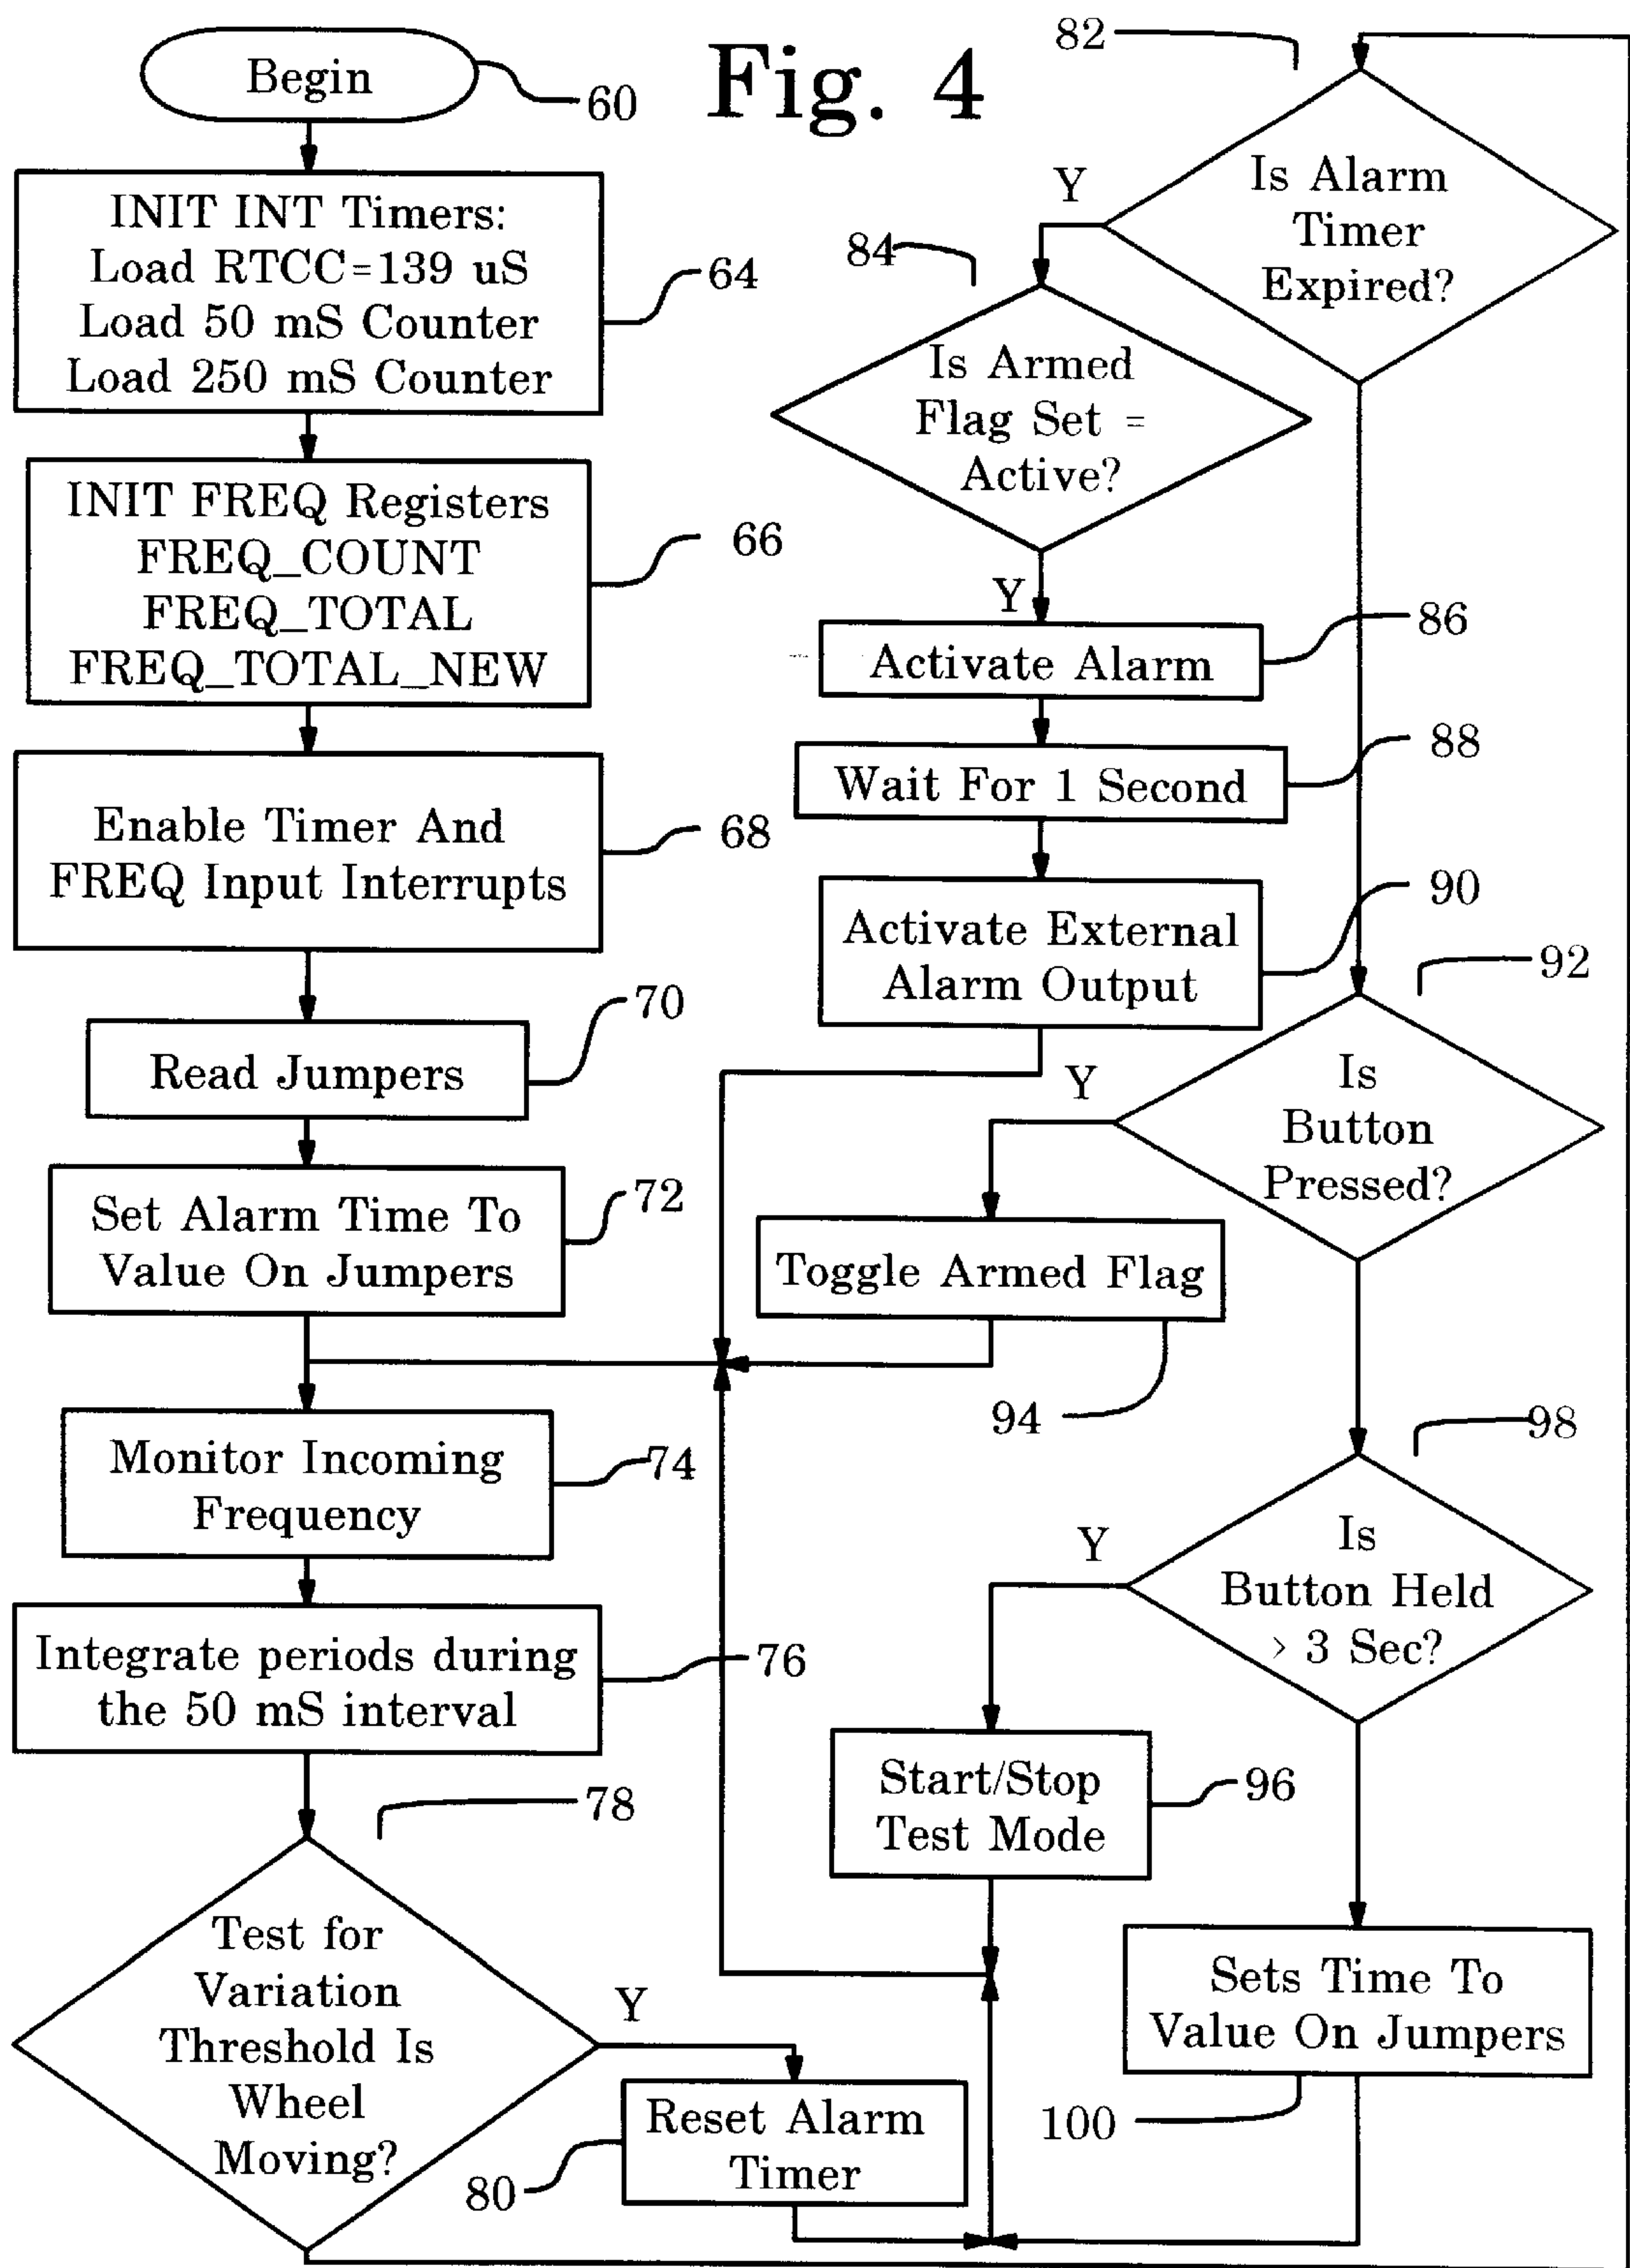 Fig. 4
Begin
60
INIT INT Timers:
Load RTCC=139 uS
Load 50 mS Counter
Load 250 mS Counter
64
INIT FREQ Registers
FREQ_COUNT
FREQ_TOTAL
FREQ_TOTAL_NEW
66
Enable Timer And
FREQ Input Interrupts
68
Read Jumpers
70
Set Alarm Time To
Value On Jumpers
72
Monitor Incoming
Frequency
74
Integrate periods during
the 50 mS interval
76
78
Test for
Variation
Threshold Is
Wheel
Moving?
Y
Reset Alarm
Timer
80
82
Is Alarm
Timer
Expired?
Y
84
Is Armed
Flag Set =
Active?
Y
Activate Alarm
86
Wait For 1 Second
88
Activate External
Alarm Output
90
92
Is
Button
Pressed?
Y
Toggle Armed Flag
94
98
Is
Button Held
> 3 Sec?
Y
Start/Stop
Test Mode
96
Sets Time To
Value On Jumpers
100